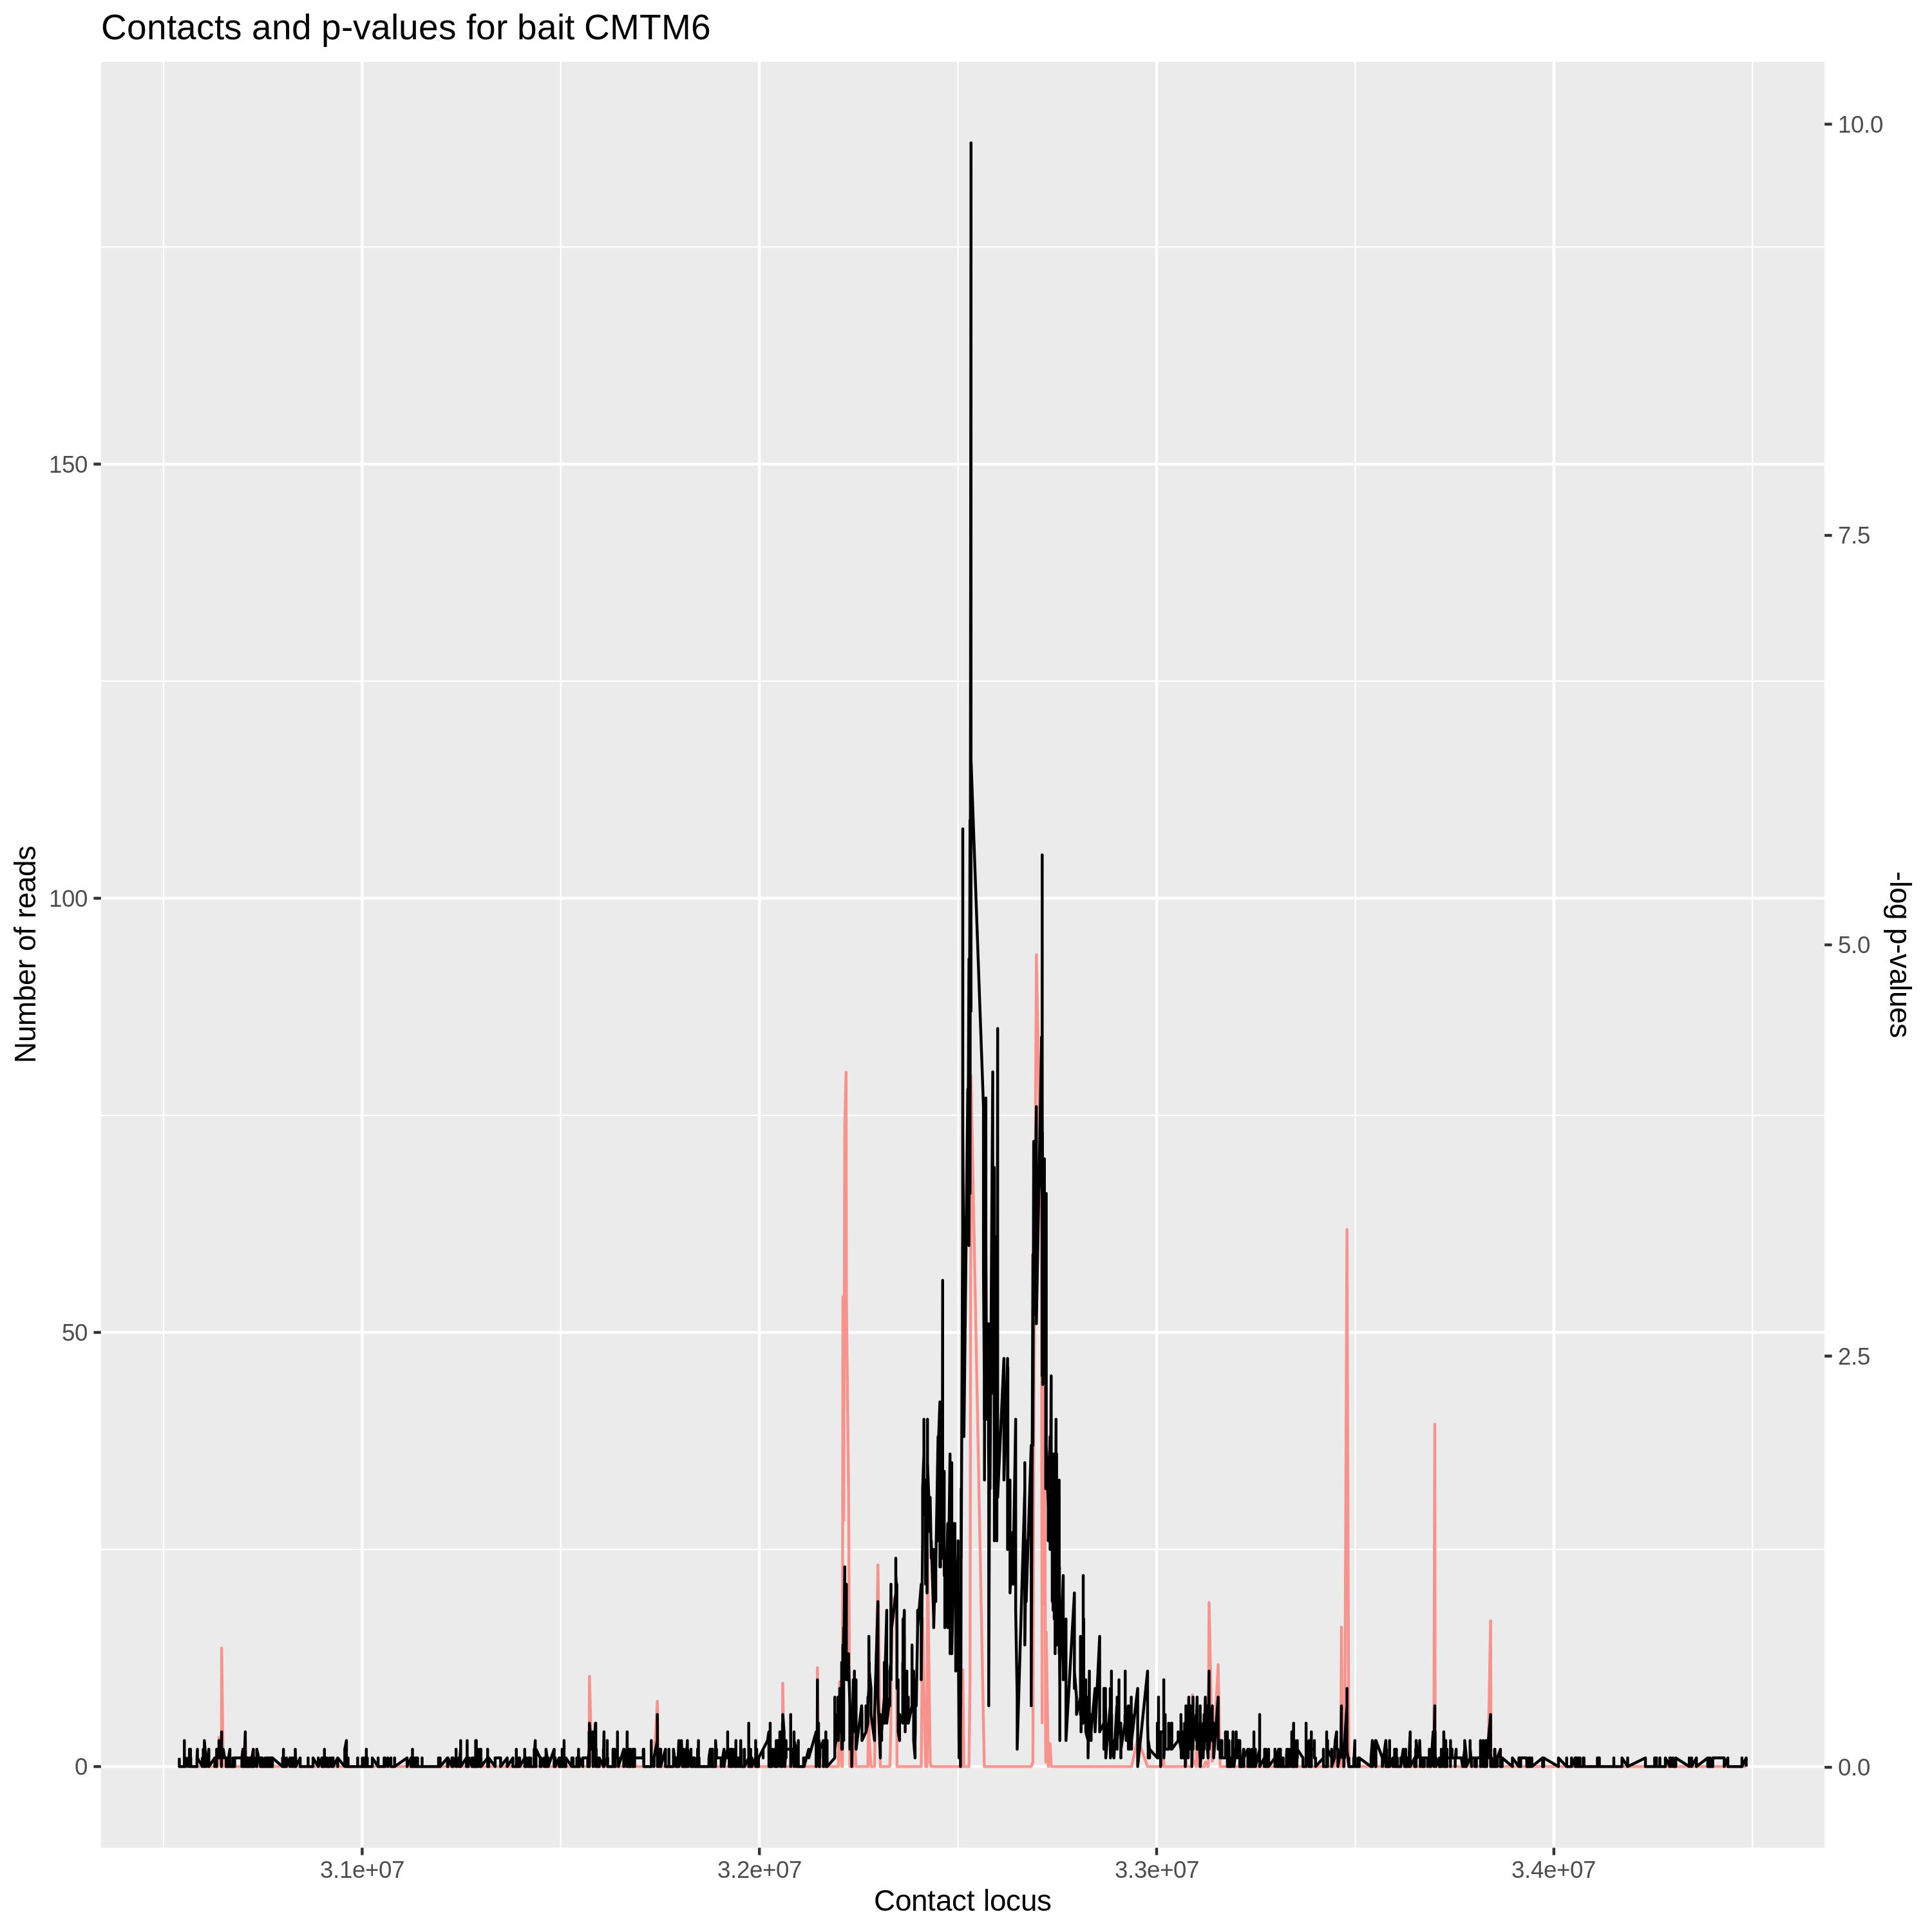 Contacts and p-values for bait CMTM6
10.0
7.5
150
5.0
100
Number of reads
-log p-values
2.5
50
0
0.0
3.1e+07 3.2e+07 3.3e+07 3.4e+07
Contact locus